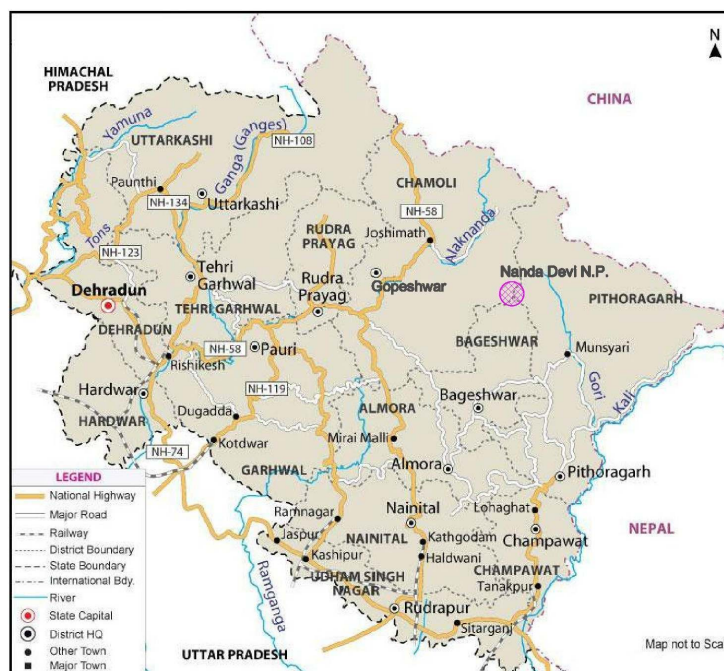 N
HIMACHAL
PRADESH
CHINA
Yamuna
UTTARKASHI
Ganga (Ganges)
NH-108
Paunthi
NH-134
Uttarkashi
CHAMOLI
NH-58
Joshimath
Alaknanda
Tons
NH-123
RUDRA
PRAYAG
Tehri
Garhwal
Rudra
Prayag
Gopeshwar
Nanda Devi N.P.
PITHORAGARH
Dehradun
TEHRI GARHWAL
DEHRADUN
BAGESHWAR
NH-58
Pauri
Rishikesh
Munsyari
Gori
Kali
Hardwar
HARDWAR
NH-119
Dugadda
ALMORA
Bageshwar
Kotdwar
NH-74
Mirai Malli
GARHWAL
Almora
Pithoragarh
Ramnagar
Nainital
Lohaghat
NEPAL
Jaspur
NAINITAL
Kathgodam
Champawat
Kashipur
Haldwani
CHAMPAWAT
Ramganga
UDHAM SINGH
NAGAR
Tanakpur
Rudrapur
Sitarganj
UTTAR PRADESH
Map not to Sca
LEGEND
National Highway
Major Road
Railway
District Boundary
State Boundary
International Bdy.
River
State Capital
District HQ
Other Town
Major Town